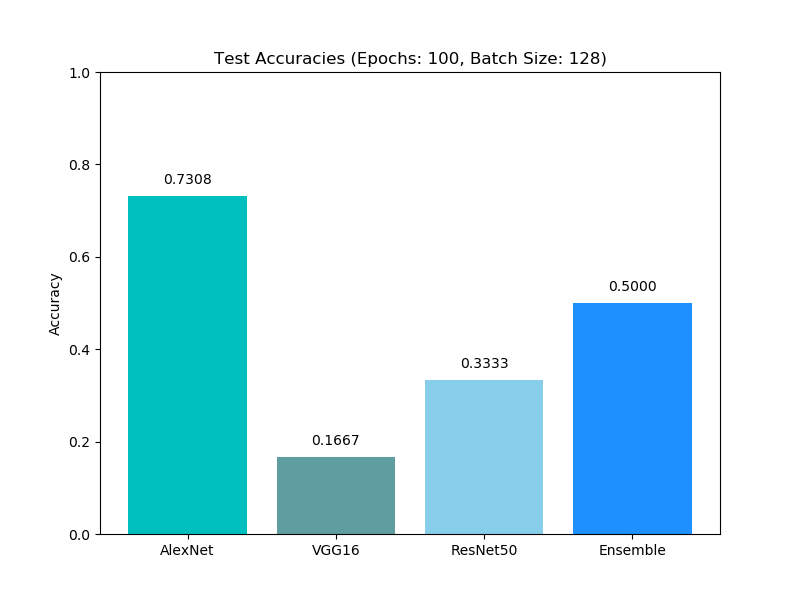 Test Accuracies (Epochs: 100, Batch Size: 128)
1.0
0.8
0.6
0.4
0.2
0.0
Accuracy
0.7308
0.1667
0.3333
0.5000
AlexNet
VGG16
ResNet50
Ensemble